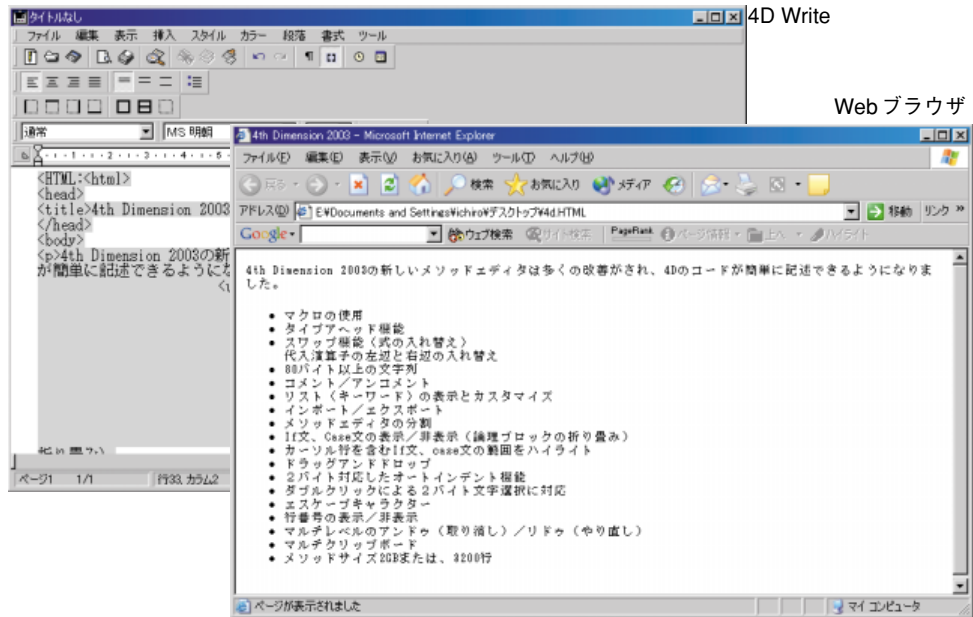 タイトルなし
4D Write
ファイル 編集 表示 挿入 スタイル カラー 段落 書式 ツール
Web ブラウザ
通常 MS 明朝
4th Dimension 2003 - Microsoft Internet Explorer
ファイル(F) 編集(E) 表示(V) お気に入り(A) ツール(T) ヘルプ(H)
戻る 検索 お気に入り メディア
アドレス(D) E:¥Documents and Settings¥ichiro¥デスクトップ¥4d.HTML 移動 リンク »
Google ウェブ検索 サイト検索 PageRank ページ情報 上へ ハイライト
<HTML:<html>
<head>
<title>4th Dimension 2003
</head>
<body>
<p>4th Dimension 2003の新
が簡単に記述できるようにな
<u
折り畳み)
ページ1 1/1 行33, カラム2
4th Dimension 2003の新しいメソッドエディタは多くの改善がされ、4Dのコードが簡単に記述できるようになりま
した。
• マクロの使用
• タイプアヘッド機能
• スワップ機能（式の入れ替え）
代入演算子の左辺と右辺の入れ替え
• 80バイト以上の文字列
• コメント／アンコメント
• リスト（キーワード）の表示とカスタマイズ
• インポート／エクスポート
• メソッドエディタの分割
• If文、Case文の表示／非表示（論理ブロックの折り畳み）
• カーソル行を含むIf文、case文の範囲をハイライト
• ドラッグアンドドロップ
• ２バイト対応したオートインデント機能
• ダブルクリックによる２バイト文字選択に対応
• エスケープキャラクター
• 行番号の表示／非表示
• マルチレベルのアンドゥ（取り消し）／リドゥ（やり直し）
• マルチクリップボード
• メソッドサイズ2GBまたは、3200行
ページが表示されました マイ コンピュータ